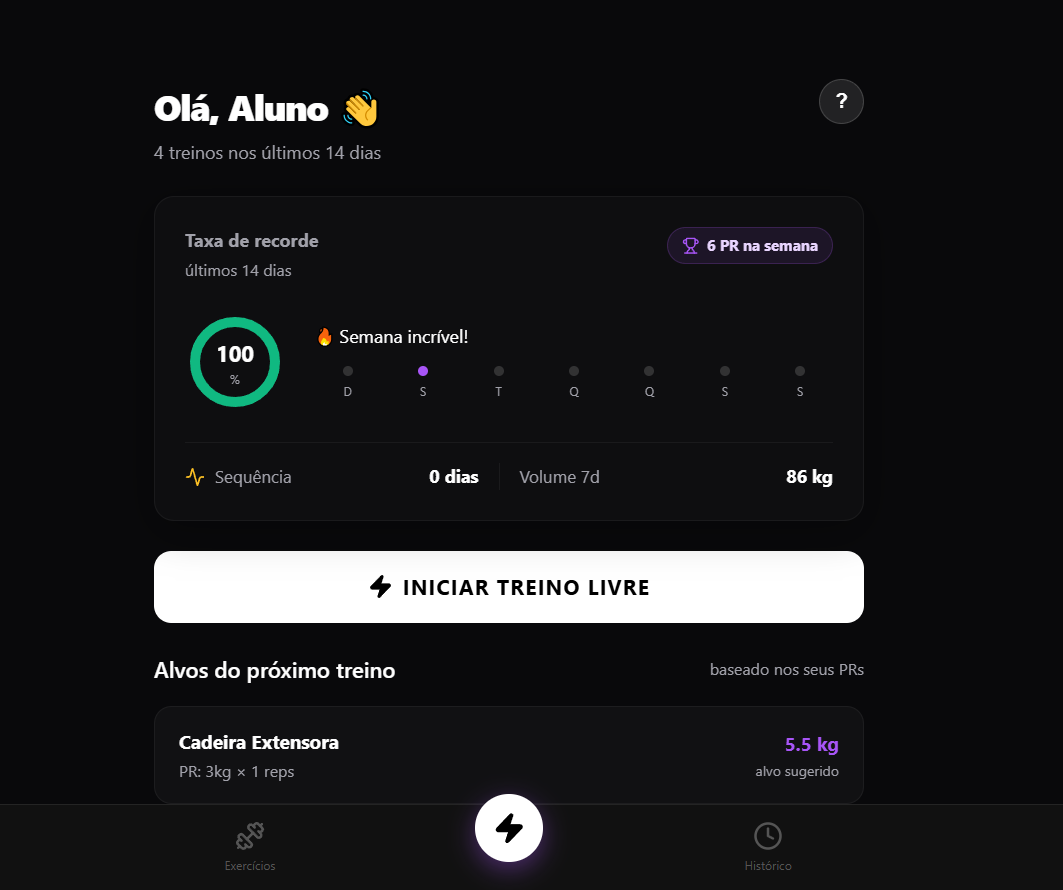 Olá, Aluno 👋
?
4 treinos nos últimos 14 dias
Taxa de recorde
6 PR na semana
últimos 14 dias
100
%
🔥 Semana incrível!
D S T Q Q S S
Sequência 0 dias Volume 7d 86 kg
INICIAR TREINO LIVRE
Alvos do próximo treino
baseado nos seus PRs
Cadeira Extensora
5.5 kg
PR: 3kg × 1 reps
alvo sugerido
Exercícios
Histórico